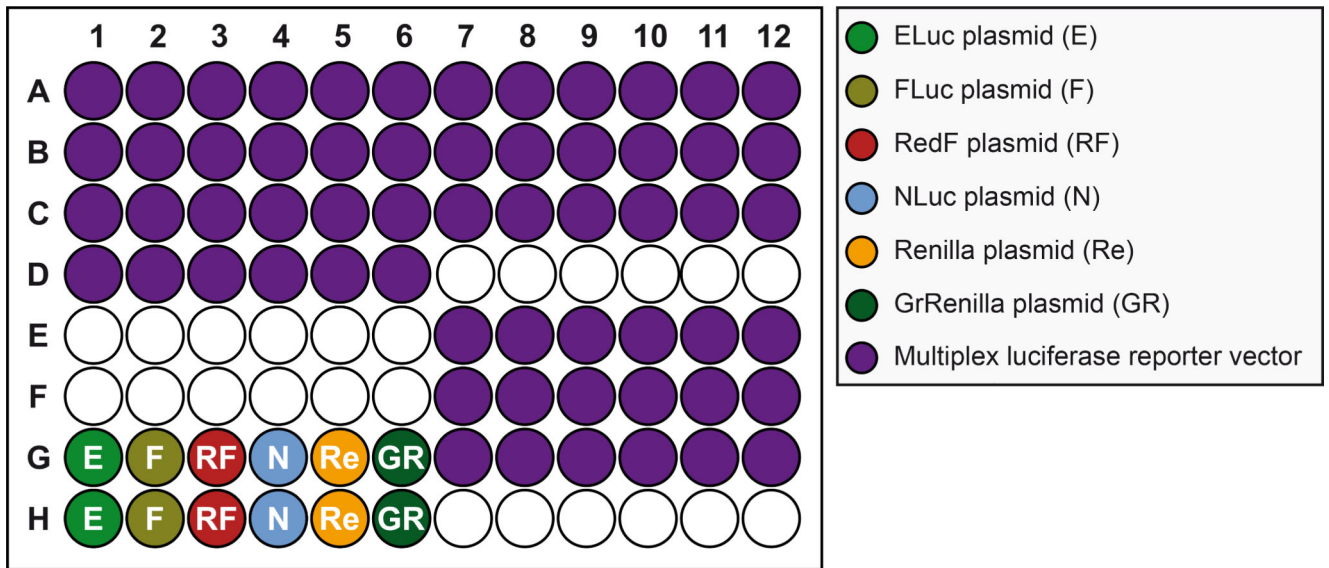 1 2 3 4 5 6 7 8 9 10 11 12
A
B
C
D
E
F
G E F RF N Re GR
H E F RF N Re GR
ELuc plasmid (E)
FLuc plasmid (F)
RedF plasmid (RF)
NLuc plasmid (N)
Renilla plasmid (Re)
GrRenilla plasmid (GR)
Multiplex luciferase reporter vector